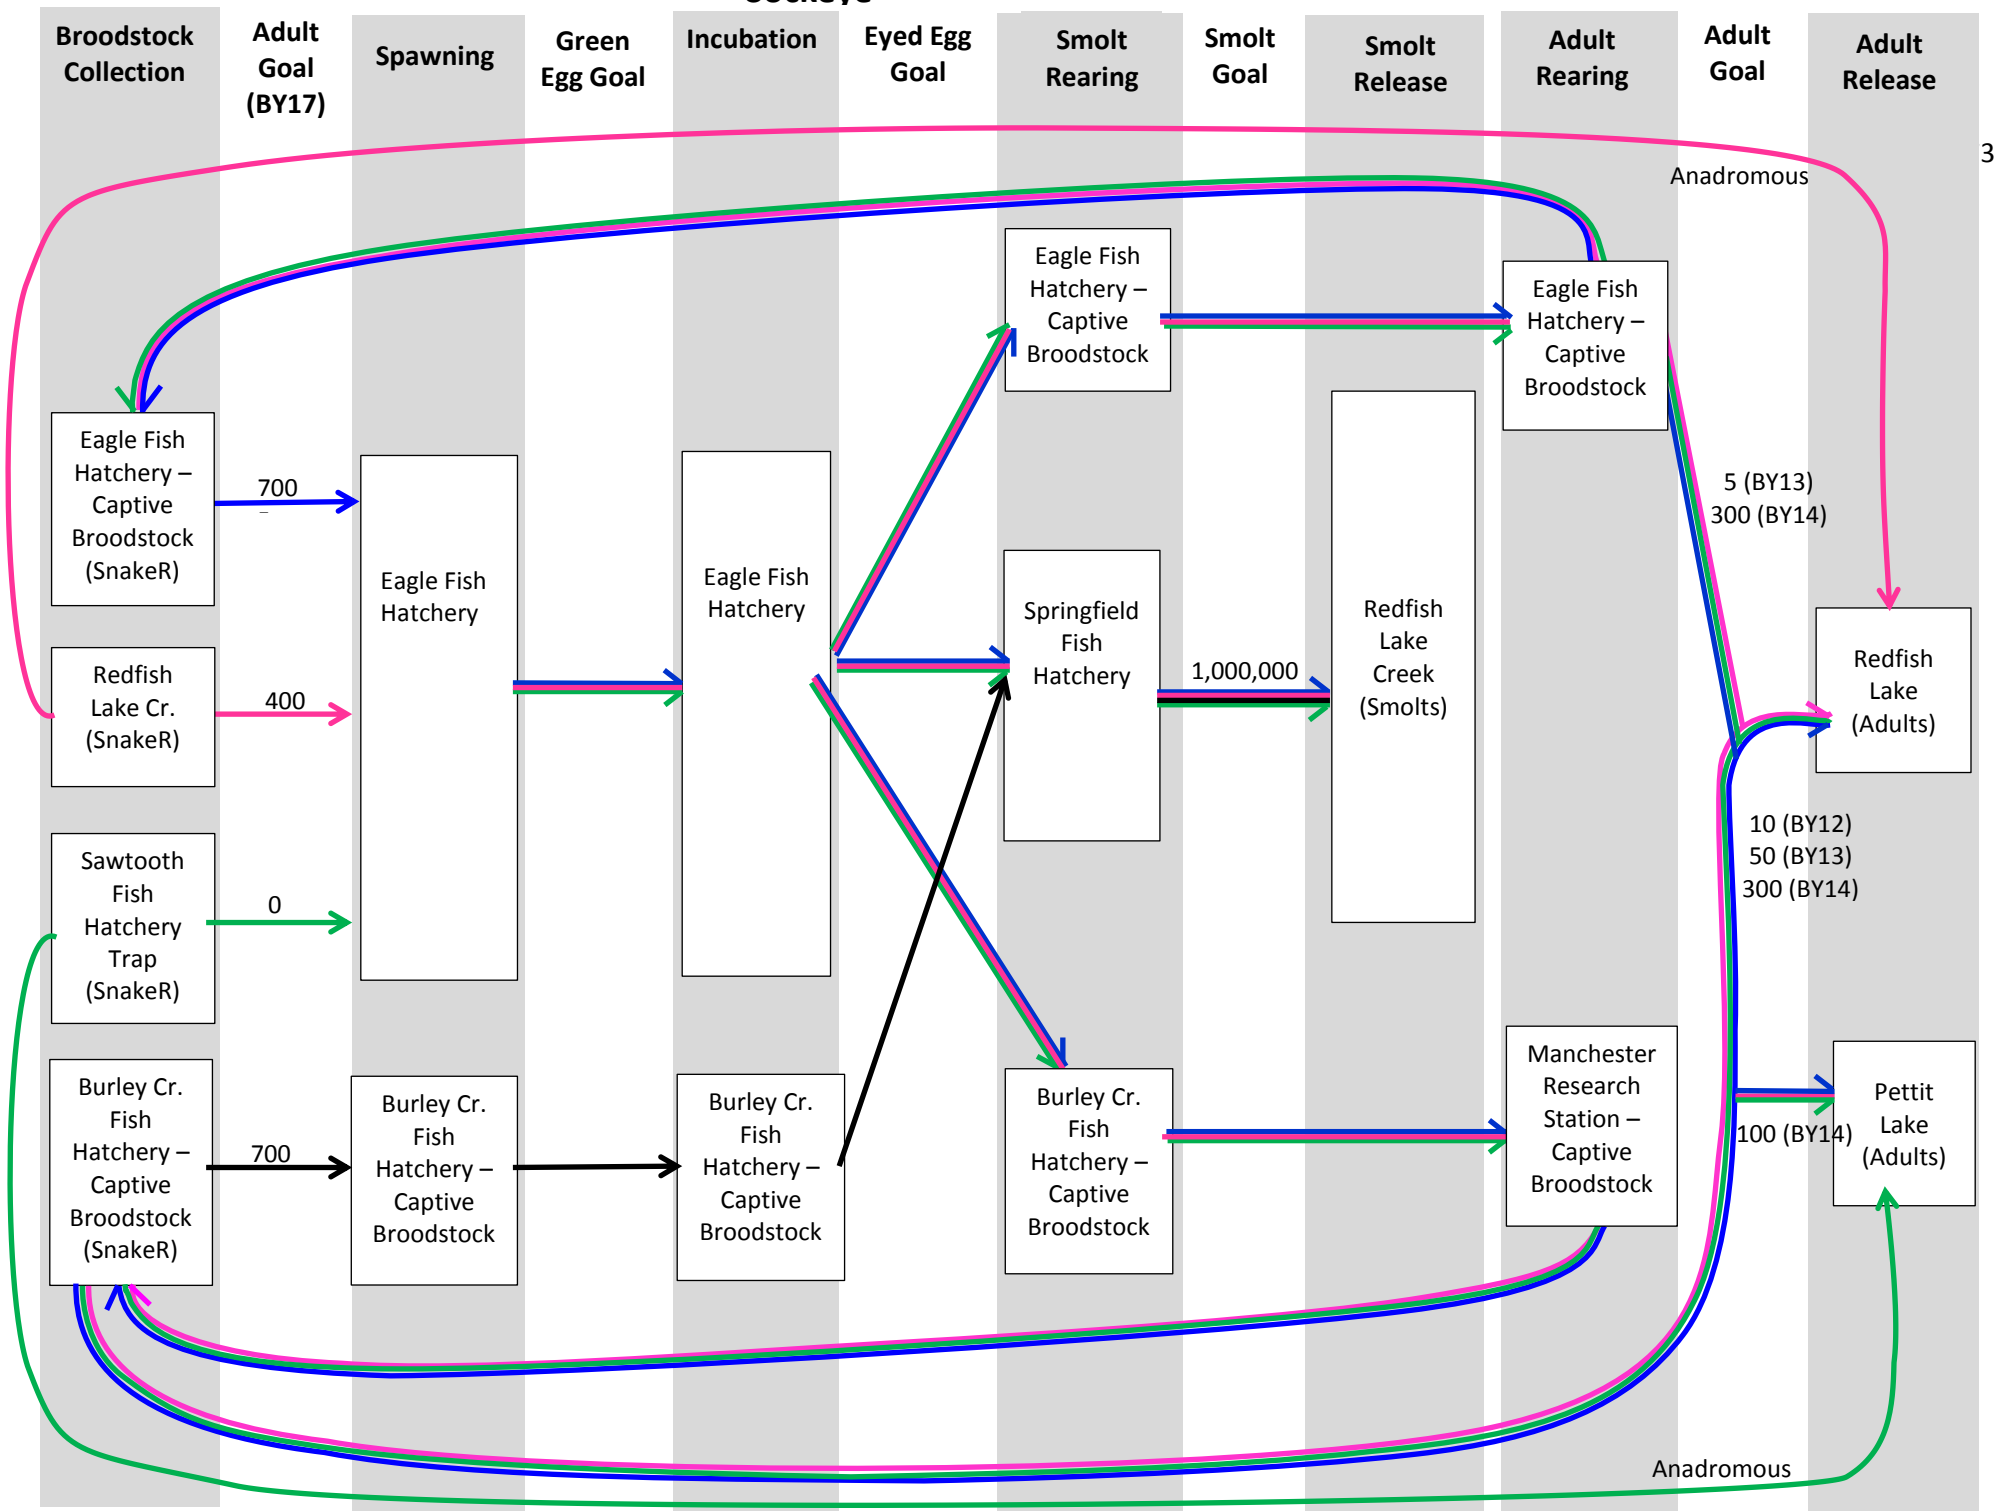 Sockeye
Broodstock
Collection
Adult
Goal
(BY17)
Spawning
Green
Egg Goal
Incubation
Eyed Egg
Goal
Smolt
Rearing
Smolt
Goal
Smolt
Release
Adult
Rearing
Adult
Goal
Adult
Release
3
Anadromous
Eagle Fish
Hatchery –
Captive
Broodstock
(SnakeR)
700
Redfish
Lake Cr.
(SnakeR)
400
Sawtooth
Fish
Hatchery
Trap
(SnakeR)
0
Burley Cr.
Fish
Hatchery –
Captive
Broodstock
(SnakeR)
700
Eagle Fish
Hatchery
Burley Cr.
Fish
Hatchery –
Captive
Broodstock
Eagle Fish
Hatchery
Burley Cr.
Fish
Hatchery –
Captive
Broodstock
Eagle Fish
Hatchery –
Captive
Broodstock
Springfield
Fish
Hatchery
Burley Cr.
Fish
Hatchery –
Captive
Broodstock
1,000,000
Redfish
Lake
Creek
(Smolts)
Eagle Fish
Hatchery –
Captive
Broodstock
Manchester
Research
Station –
Captive
Broodstock
5 (BY13)
300 (BY14)
10 (BY12)
50 (BY13)
300 (BY14)
100 (BY14)
Redfish
Lake
(Adults)
Pettit
Lake
(Adults)
Anadromous